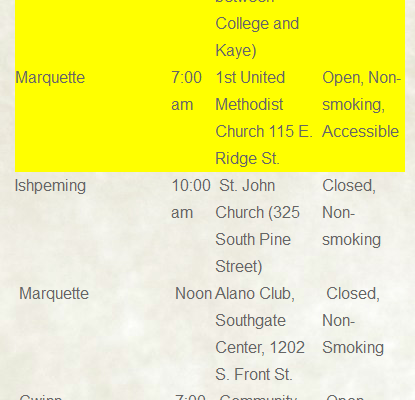 between
College and
Kaye)
Marquette 7:00 1st United Open, Non-
am Methodist smoking,
Church 115 E. Accessible
Ridge St.
Ishpeming 10:00 St. John Closed,
am Church (325 Non-
South Pine smoking
Street)
Marquette Noon Alano Club, Closed,
Southgate Non-
Center, 1202 Smoking
S. Front St.
Gwinn 7:00 Community Open